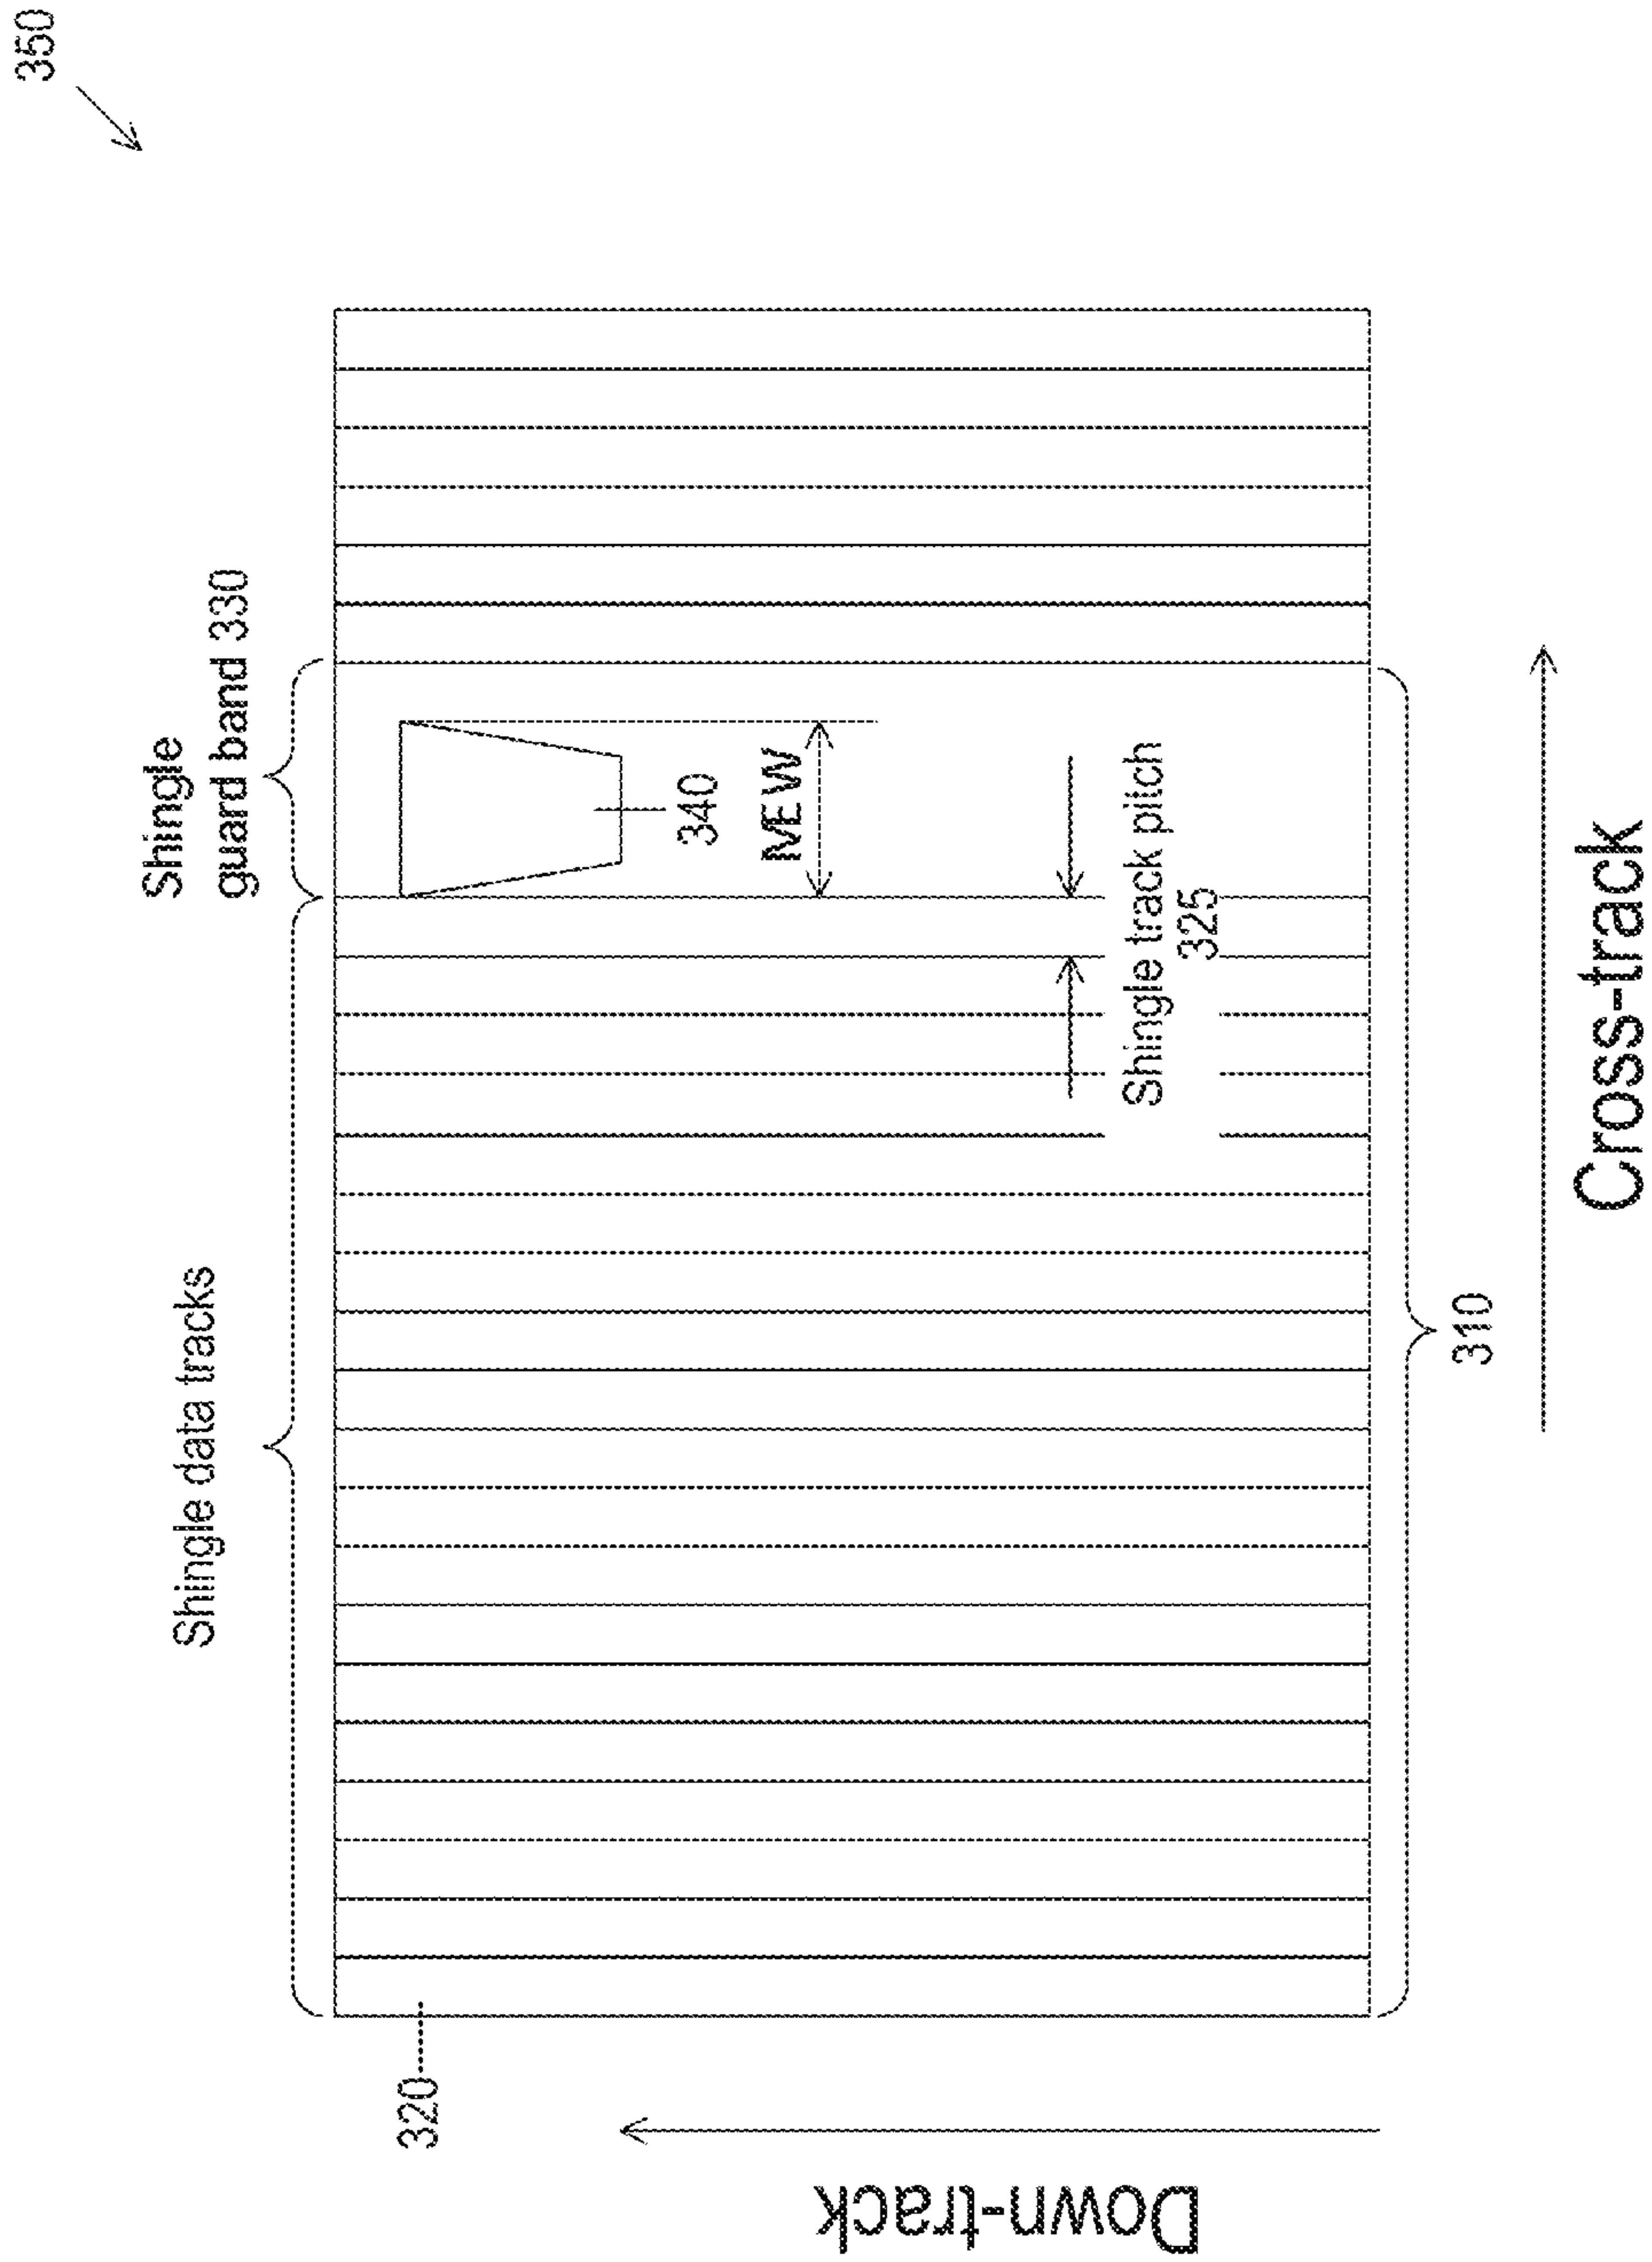 350
Shingle
guard band 330
Shingle data tracks
320
340
MEW
Shingle track pitch
325
310
Down-track
Cross-track